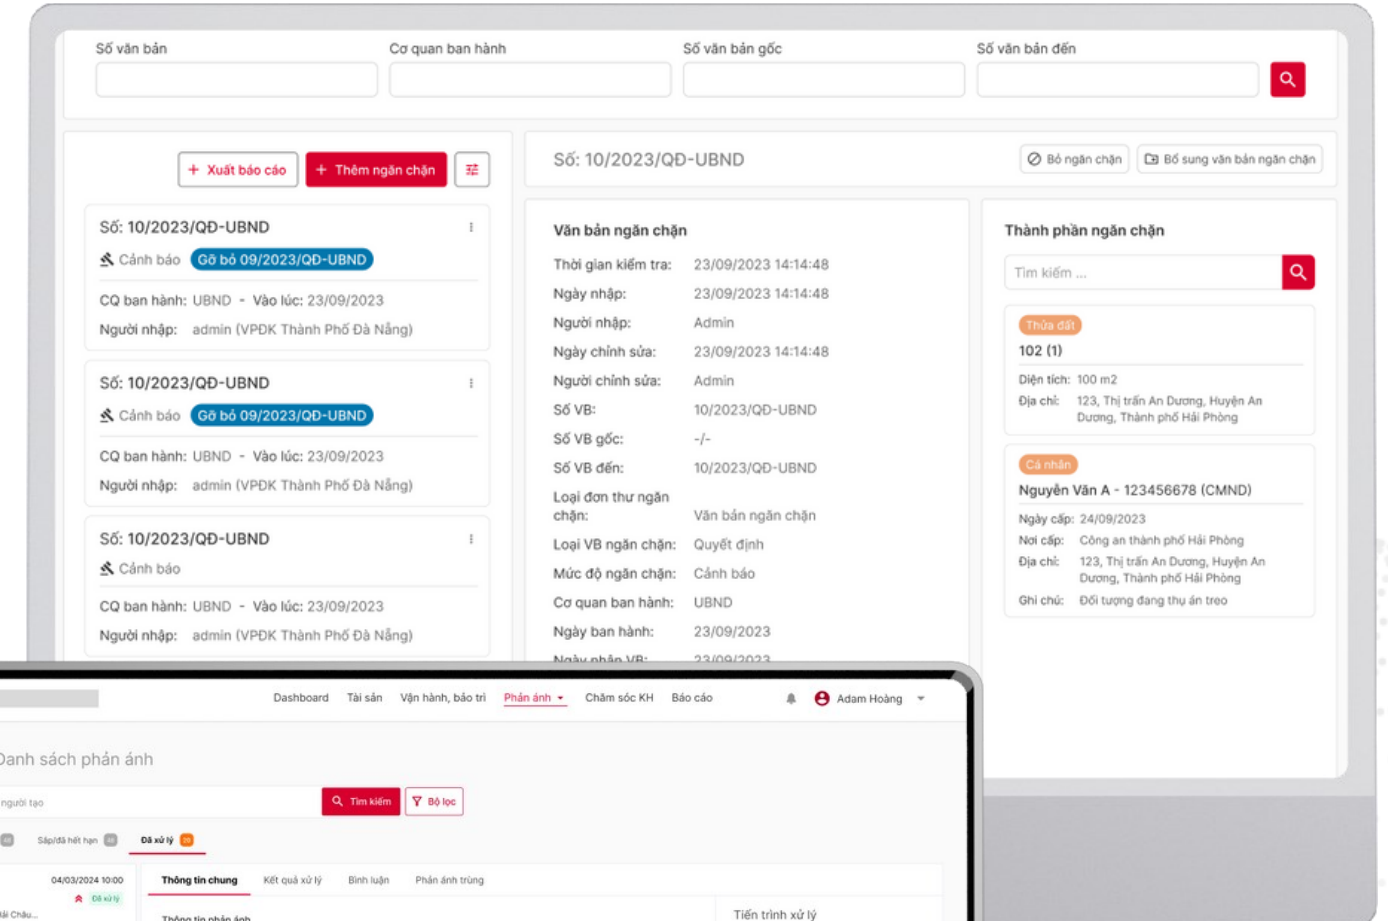 Số văn bản
Cơ quan ban hành
Số văn bản gốc
Số văn bản đến
+ Xuất báo cáo
+ Thêm ngăn chặn
Số: 10/2023/QĐ-UBND
Cảnh báo Gỡ bỏ 09/2023/QĐ-UBND
CQ ban hành: UBND - Vào lúc: 23/09/2023
Người nhập: admin (VPĐK Thành Phố Đà Nẵng)
Số: 10/2023/QĐ-UBND
Cảnh báo Gỡ bỏ 09/2023/QĐ-UBND
CQ ban hành: UBND - Vào lúc: 23/09/2023
Người nhập: admin (VPĐK Thành Phố Đà Nẵng)
Số: 10/2023/QĐ-UBND
Cảnh báo
CQ ban hành: UBND - Vào lúc: 23/09/2023
Người nhập: admin (VPĐK Thành Phố Đà Nẵng)
Số: 10/2023/QĐ-UBND
Bỏ ngăn chặn
Bổ sung văn bản ngăn chặn
Văn bản ngăn chặn
Thời gian kiểm tra: 23/09/2023 14:14:48
Ngày nhập: 23/09/2023 14:14:48
Người nhập: Admin
Ngày chỉnh sửa: 23/09/2023 14:14:48
Người chỉnh sửa: Admin
Số VB: 10/2023/QĐ-UBND
Số VB gốc: -/-
Số VB đến: 10/2023/QĐ-UBND
Loại đơn thư ngăn
chặn: Văn bản ngăn chặn
Loại VB ngăn chặn: Quyết định
Mức độ ngăn chặn: Cảnh báo
Cơ quan ban hành: UBND
Ngày ban hành: 23/09/2023
Ngày nhận VB: 23/09/2023
Thành phần ngăn chặn
Tìm kiếm ...
Thửa đất
102 (1)
Diện tích: 100 m2
Địa chỉ: 123, Thị trấn An Dương, Huyện An
Dương, Thành phố Hải Phòng
Cá nhân
Nguyễn Văn A - 123456678 (CMND)
Ngày cấp: 24/09/2023
Nơi cấp: Công an thành phố Hải Phòng
Địa chỉ: 123, Thị trấn An Dương, Huyện An
Dương, Thành phố Hải Phòng
Ghi chú: Đối tượng đang thụ án treo
Dashboard Tài sản Vận hành, bảo trì Phản ánh Chăm sóc KH Báo cáo Adam Hoàng
Danh sách phản ánh
người tạo
Tìm kiếm
Bộ lọc
Sắp/đã hết hạn
Đã xử lý
04/03/2024 10:00
Đã xử lý
Hải Châu...
Thông tin chung Kết quả xử lý Bình luận Phản ánh trùng
Thông tin phản ánh
Tiến trình xử lý